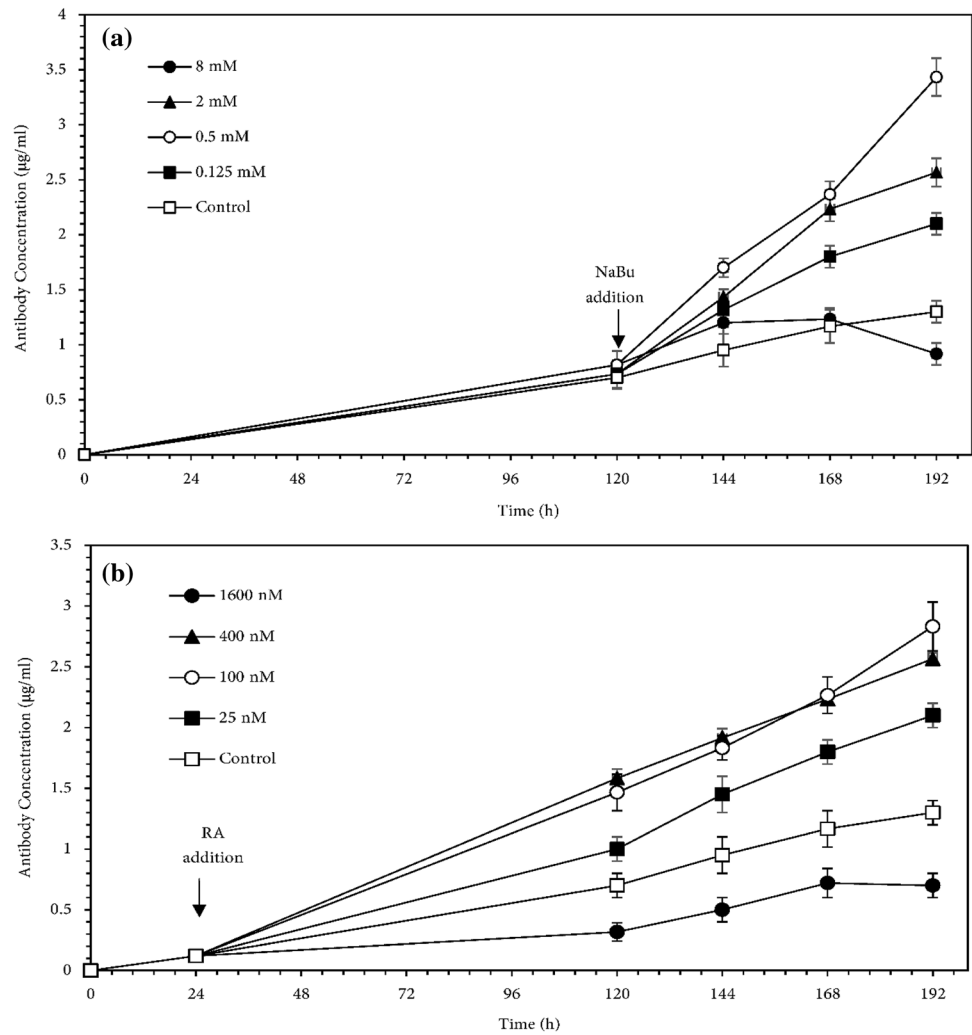 (a)
8 mM
2 mM
0.5 mM
0.125 mM
Control
Antibody Concentration (µg/ml)
4
3.5
3
2.5
2
1.5
1
0.5
0
NaBu
addition
0 24 48 72 96 120 144 168 192
Time (h)
(b)
1600 nM
400 nM
100 nM
25 nM
Control
Antibody Concentration (µg/ml)
3.5
3
2.5
2
1.5
1
0.5
0
RA
addition
0 24 48 72 96 120 144 168 192
Time (h)